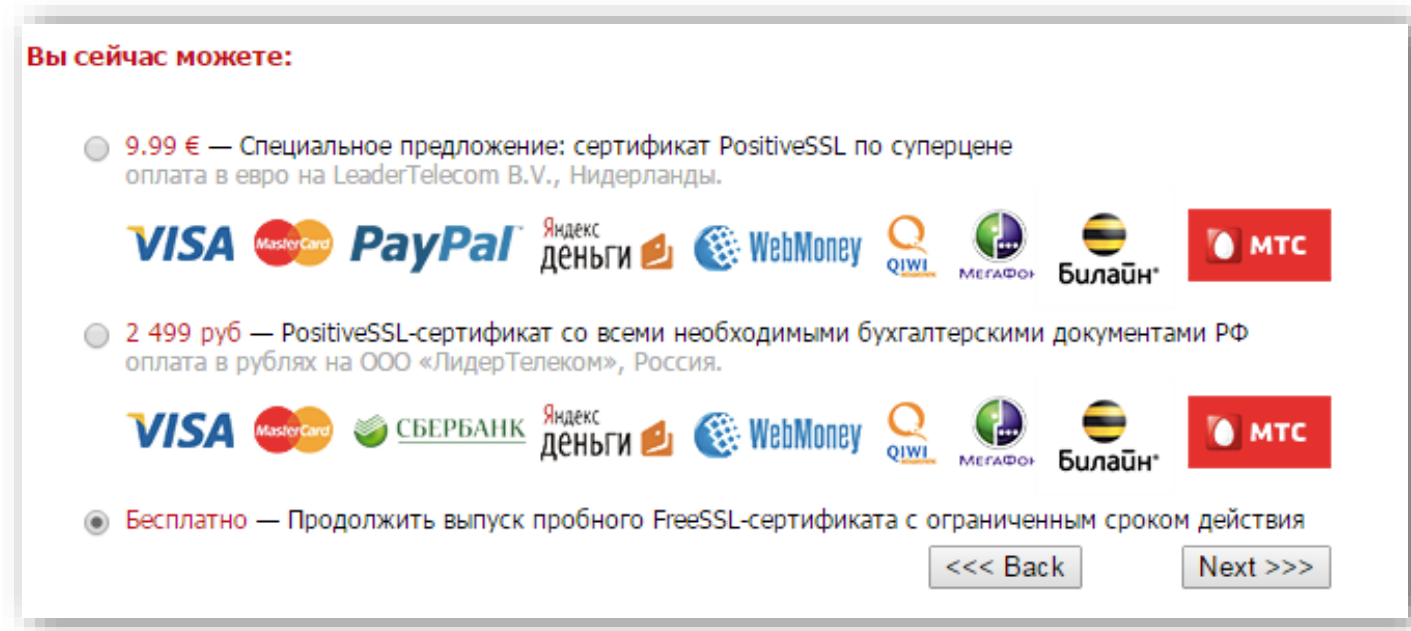 Вы сейчас можете:
9.99 € — Специальное предложение: сертификат PositiveSSL по суперцене
оплата в евро на LeaderTelecom B.V., Нидерланды.
VISA MasterCard PayPal Яндекс деньги WebMoney QIWI МЕГАФОН Билайн МТС
2 499 руб — PositiveSSL-сертификат со всеми необходимыми бухгалтерскими документами РФ
оплата в рублях на ООО «ЛидерТелеком», Россия.
VISA MasterCard СБЕРБАНК Яндекс деньги WebMoney QIWI МЕГАФОН Билайн МТС
Бесплатно — Продолжить выпуск пробного FreeSSL-сертификата с ограниченным сроком действия
<<< Back Next >>>